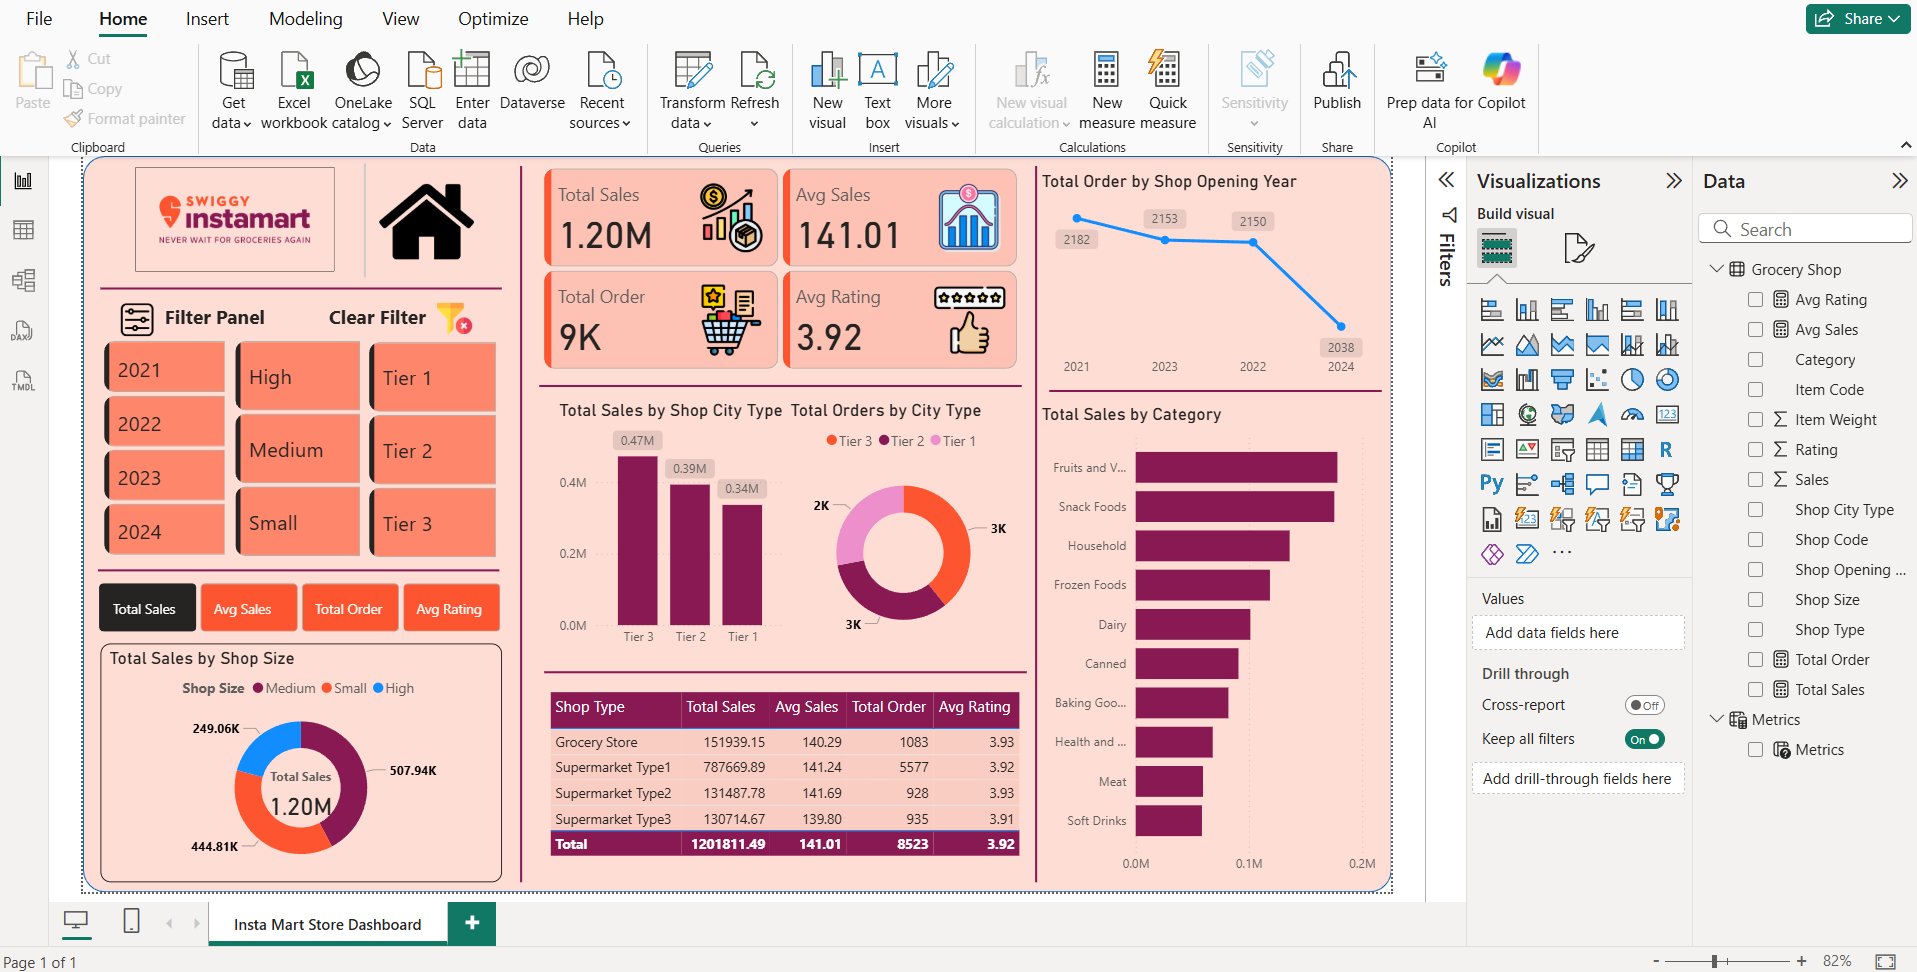 File Home Insert Modeling View Optimize Help
Share
Paste
Cut
Copy
Format painter
Clipboard
Get data
Excel workbook
OneLake catalog
SQL Server
Enter data
Dataverse
Recent sources
Data
Transform data
Refresh
Queries
New visual
Text box
More visuals
Insert
New visual calculation
New measure
Quick measure
Calculations
Sensitivity
Sensitivity
Publish
Share
Prep data for AI
Copilot
Copilot
SWIGGY
instamart
NEVER WAIT FOR GROCERIES AGAIN
Filter Panel
Clear Filter
2021
2022
2023
2024
High
Medium
Small
Tier 1
Tier 2
Tier 3
Total Sales
Avg Sales
Total Order
Avg Rating
Total Sales by Shop Size
Shop Size Medium Small High
249.06K
507.94K
444.81K
Total Sales
1.20M
Total Sales
1.20M
Avg Sales
141.01
Total Order
9K
Avg Rating
3.92
Total Sales by Shop City Type
0.47M
0.39M
0.34M
0.4M
0.2M
0.0M
Tier 3 Tier 2 Tier 1
Total Orders by City Type
Tier 3 Tier 2 Tier 1
2K
3K
3K
Shop Type Total Sales Avg Sales Total Order Avg Rating
Grocery Store 151939.15 140.29 1083 3.93
Supermarket Type1 787669.89 141.24 5577 3.92
Supermarket Type2 131487.78 141.69 928 3.93
Supermarket Type3 130714.67 139.80 935 3.91
Total 1201811.49 141.01 8523 3.92
Total Order by Shop Opening Year
2182
2153
2150
2038
2021 2023 2022 2024
Total Sales by Category
Fruits and V...
Snack Foods
Household
Frozen Foods
Dairy
Canned
Baking Goo...
Health and ...
Meat
Soft Drinks
0.0M 0.1M 0.2M
Filters
Visualizations
Build visual
123
R
Py
123
...
Values
Add data fields here
Drill through
Cross-report Off
Keep all filters On
Add drill-through fields here
Data
Search
Grocery Shop
Avg Rating
Avg Sales
Category
Item Code
Item Weight
Rating
Sales
Shop City Type
Shop Code
Shop Opening ...
Shop Size
Shop Type
Total Order
Total Sales
Metrics
Metrics
DAX
TMDL
Insta Mart Store Dashboard
+
Page 1 of 1
- + 82%